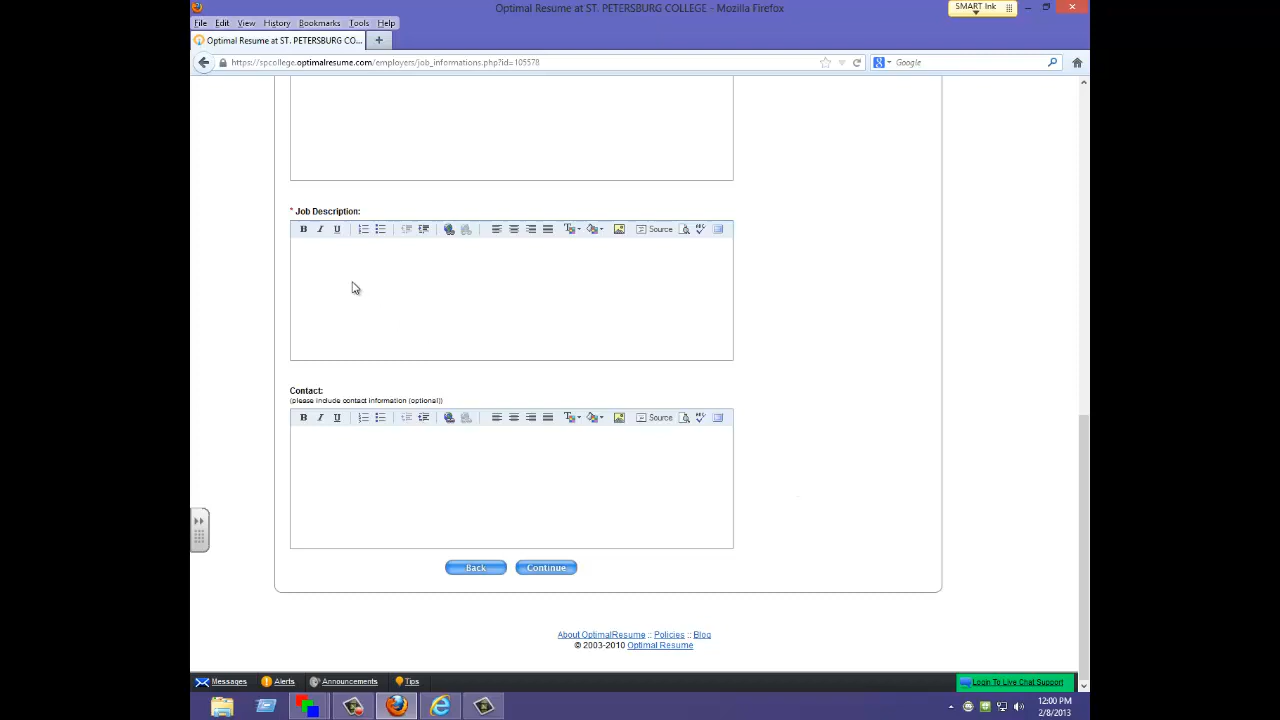 Optimal Resume at ST. PETERSBURG COLLEGE - Mozilla Firefox
SMART Ink
File Edit View History Bookmarks Tools Help
Optimal Resume at ST. PETERSBURG CO...
https://spcollege.optimalresume.com/employers/job_informations.php?id=105578
Google
* Job Description:
B I U Source
Contact:
(please include contact information (optional))
B I U Source
Back Continue
About OptimalResume :: Policies :: Blog
© 2003-2010 Optimal Resume
Messages Alerts Announcements Tips Login To Live Chat Support
12:00 PM
2/8/2013